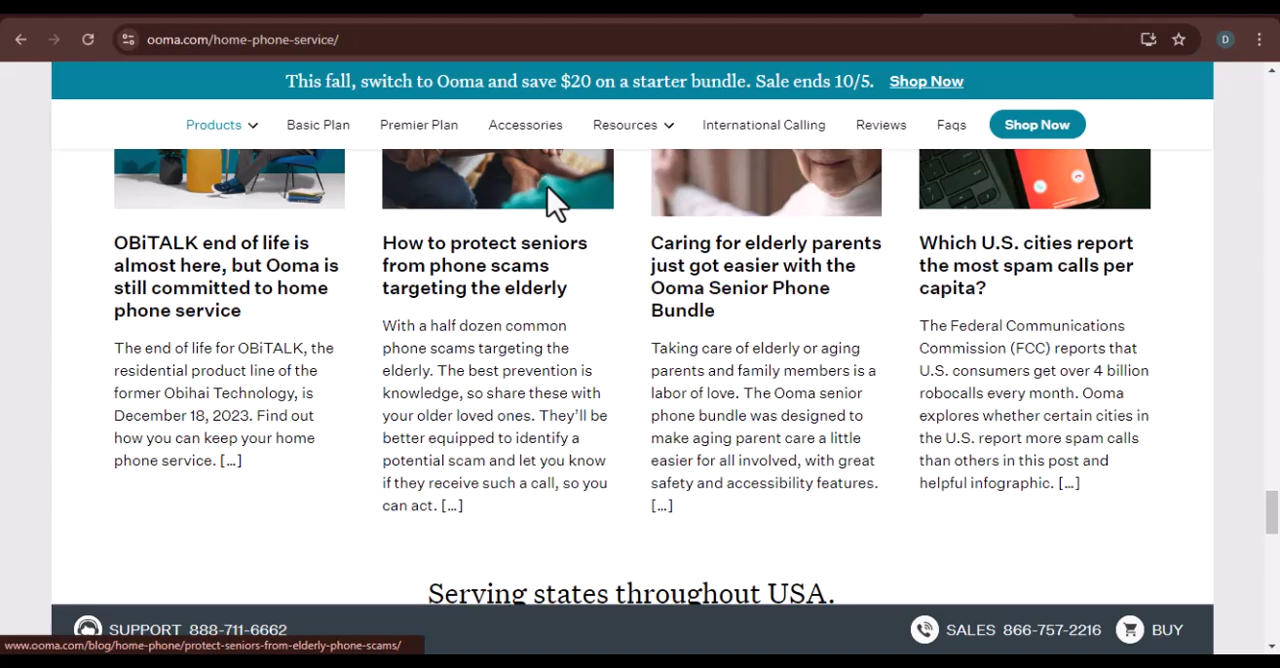 ooma.com/home-phone-service/
D
This fall, switch to Ooma and save $20 on a starter bundle. Sale ends 10/5. Shop Now
Products Basic Plan Premier Plan Accessories Resources International Calling Reviews Faqs Shop Now
OBiTALK end of life is
almost here, but Ooma is
still committed to home
phone service
The end of life for OBiTALK, the
residential product line of the
former Obihai Technology, is
December 18, 2023. Find out
how you can keep your home
phone service. [...]
How to protect seniors
from phone scams
targeting the elderly
With a half dozen common
phone scams targeting the
elderly. The best prevention is
knowledge, so share these with
your older loved ones. They’ll be
better equipped to identify a
potential scam and let you know
if they receive such a call, so you
can act. [...]
Caring for elderly parents
just got easier with the
Ooma Senior Phone
Bundle
Taking care of elderly or aging
parents and family members is a
labor of love. The Ooma senior
phone bundle was designed to
make aging parent care a little
easier for all involved, with great
safety and accessibility features.
[...]
Which U.S. cities report
the most spam calls per
capita?
The Federal Communications
Commission (FCC) reports that
U.S. consumers get over 4 billion
robocalls every month. Ooma
explores whether certain cities in
the U.S. report more spam calls
than others in this post and
helpful infographic. [...]
Serving states throughout USA.
SUPPORT 888-711-6662 SALES 866-757-2216 BUY
www.ooma.com/blog/home-phone/protect-seniors-from-elderly-phone-scams/